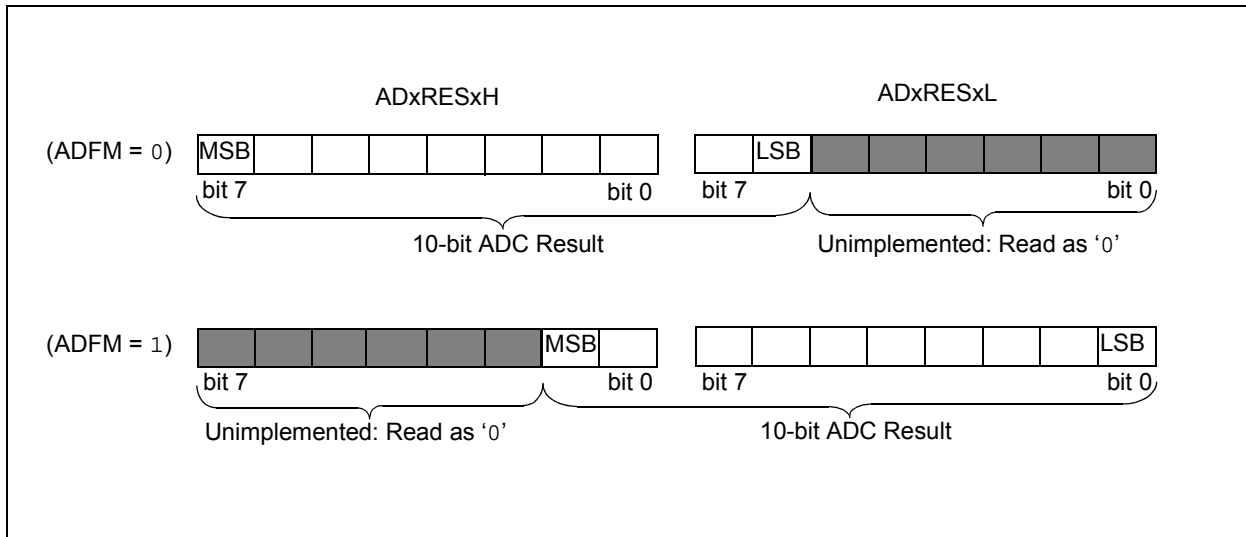 ADxRESxH ADxRESxL
(ADFM = 0) MSB LSB
bit 7 bit 0 bit 7 bit 0
10-bit ADC Result Unimplemented: Read as ‘0’
(ADFM = 1) MSB LSB
bit 7 bit 0 bit 7 bit 0
Unimplemented: Read as ‘0’ 10-bit ADC Result